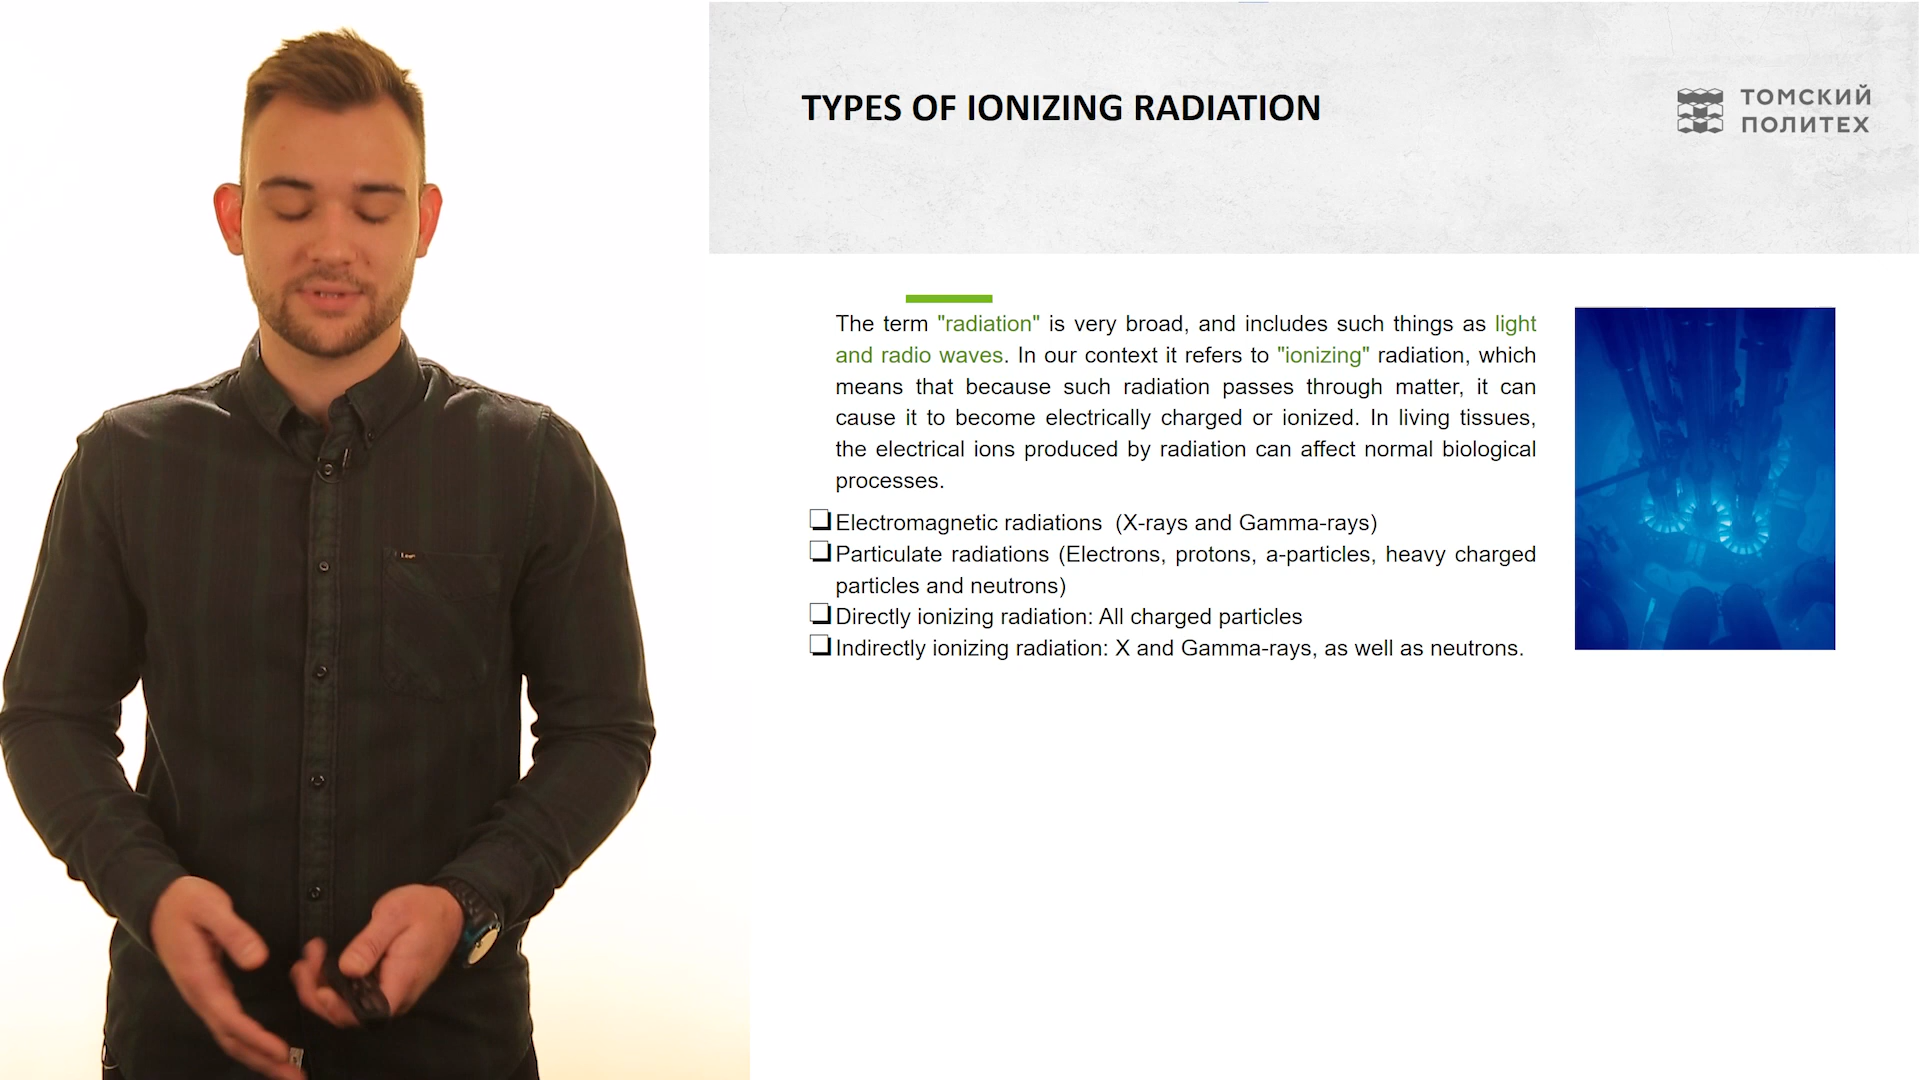 TYPES OF IONIZING RADIATION
ТОМСКИЙ
ПОЛИТЕХ
The term "radiation" is very broad, and includes such things as light
and radio waves. In our context it refers to "ionizing" radiation, which
means that because such radiation passes through matter, it can
cause it to become electrically charged or ionized. In living tissues,
the electrical ions produced by radiation can affect normal biological
processes.
Electromagnetic radiations (X-rays and Gamma-rays)
Particulate radiations (Electrons, protons, a-particles, heavy charged
particles and neutrons)
Directly ionizing radiation: All charged particles
Indirectly ionizing radiation: X and Gamma-rays, as well as neutrons.